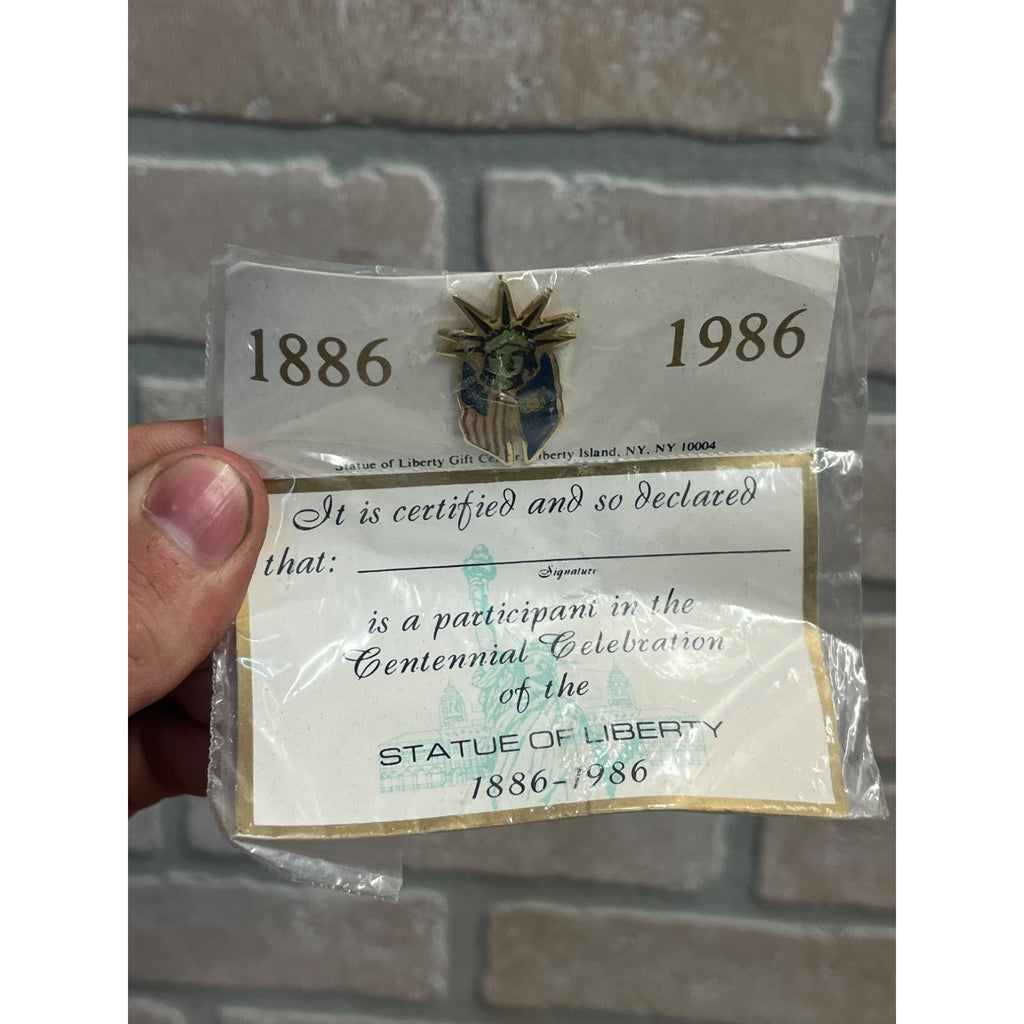 1886 1986
Statue of Liberty Gift Liberty Island, NY, NY 10004
It is certified and so declared
that:
Signature
is a participant in the
Centennial Celebration
of the
STATUE OF LIBERTY
1886-1986